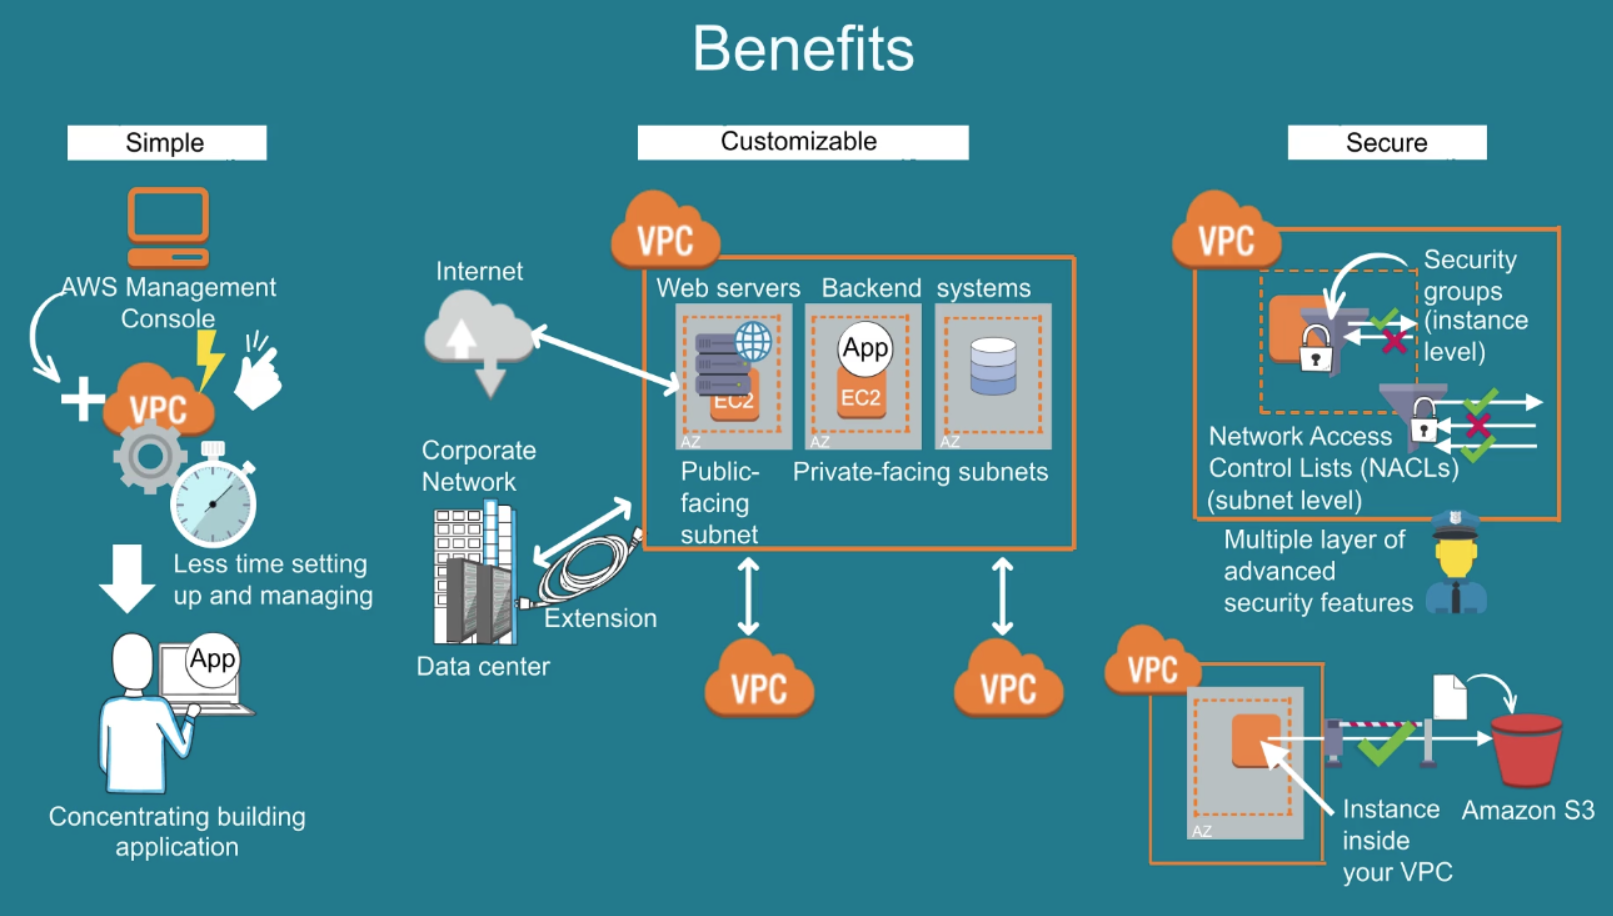 Benefits
Simple
AWS Management
Console
VPC
Less time setting
up and managing
App
Concentrating building
application
Customizable
Internet
Corporate
Network
Data center
Extension
VPC
Web servers
Backend systems
EC2
App
EC2
AZ
AZ
AZ
Public-
facing
subnet
Private-facing subnets
VPC
VPC
Secure
VPC
Security
groups
(instance
level)
Network Access
Control Lists (NACLs)
(subnet level)
Multiple layer of
advanced
security features
VPC
AZ
Instance
inside
your VPC
Amazon S3